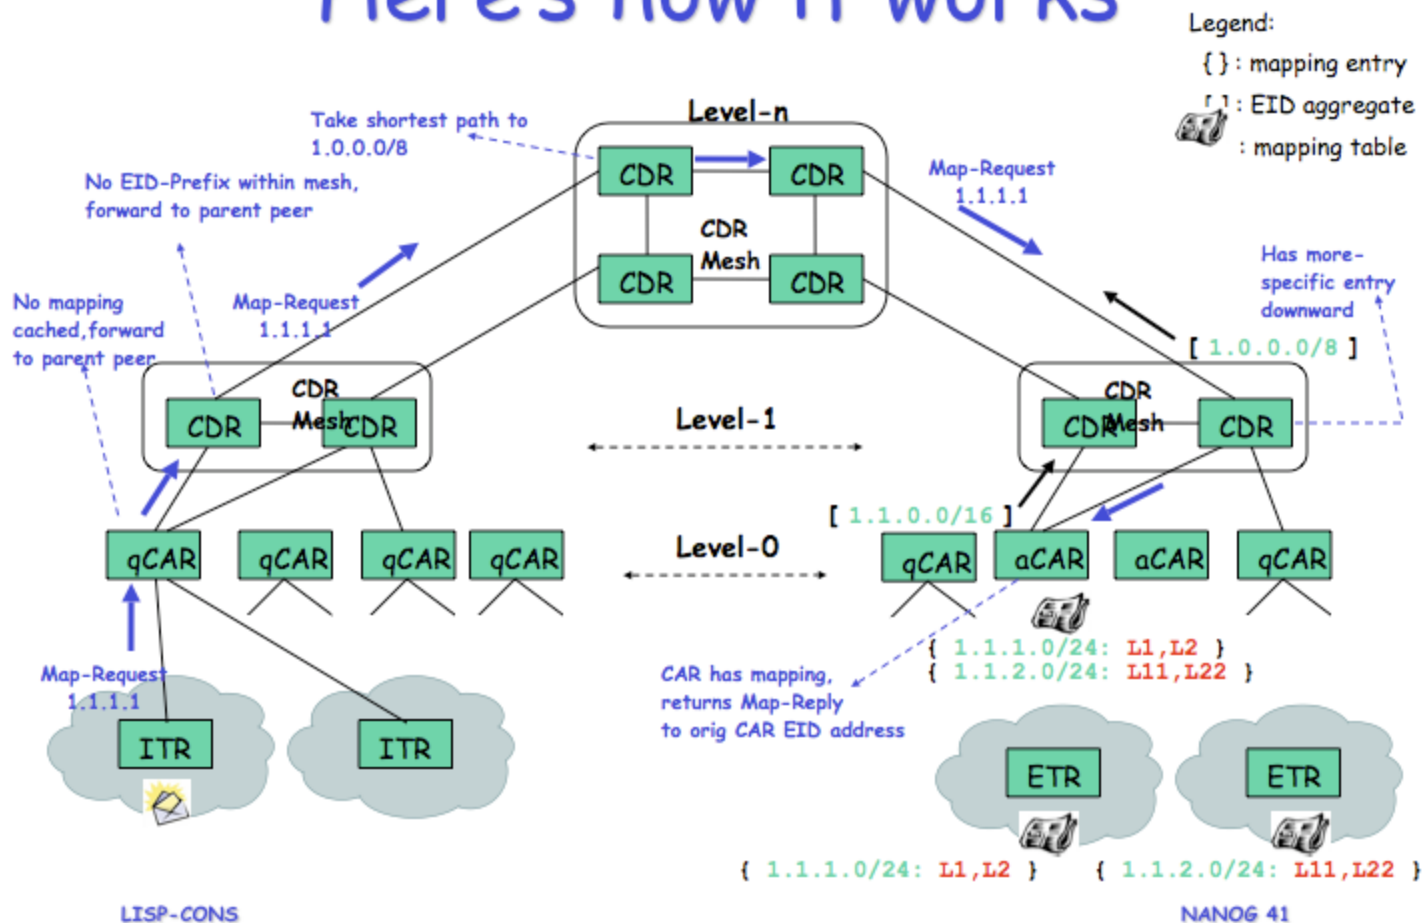 Here's how it works
Legend:
{ } : mapping entry
[ ] : EID aggregate
: mapping table
Level-n
Take shortest path to
1.0.0.0/8
No EID-Prefix within mesh,
forward to parent peer
CDR
CDR
Map-Request
1.1.1.1
CDR
Mesh
CDR
CDR
Has more-
specific entry
downward
No mapping
cached,forward
to parent peer
Map-Request
1.1.1.1
[ 1.0.0.0/8 ]
CDR
Mesh
CDR
CDR
Level-1
CDR
Mesh
CDR
CDR
[ 1.1.0.0/16 ]
Level-0
qCAR
qCAR
qCAR
qCAR
qCAR
aCAR
aCAR
qCAR
{ 1.1.1.0/24: L1,L2 }
{ 1.1.2.0/24: L11,L22 }
Map-Request
1.1.1.1
CAR has mapping,
returns Map-Reply
to orig CAR EID address
ITR
ITR
ETR
ETR
{ 1.1.1.0/24: L1,L2 }
{ 1.1.2.0/24: L11,L22 }
LISP-CONS
NANOG 41